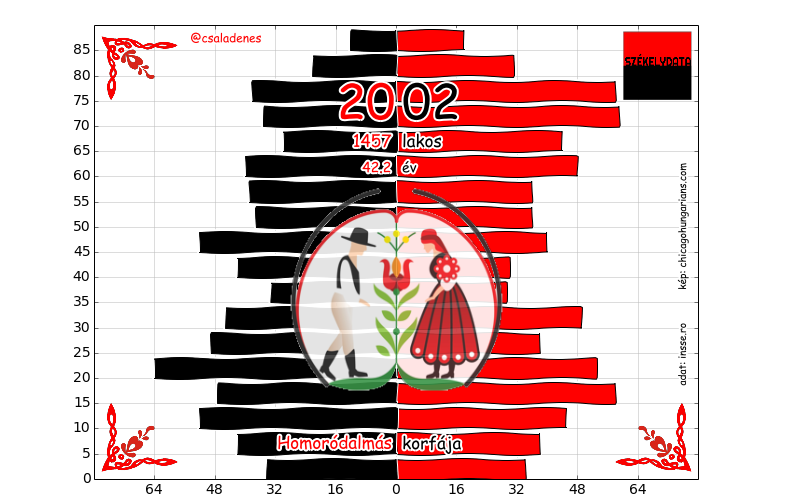 @csaladenes
SZÉKELYDATA
2002
1457 lakos
42.2 év
kép: chicagohungarians.com
adat: insse.ro
Homoródalmás korfája
85
80
75
70
65
60
55
50
45
40
35
30
25
20
15
10
5
0
64 48 32 16 0 16 32 48 64